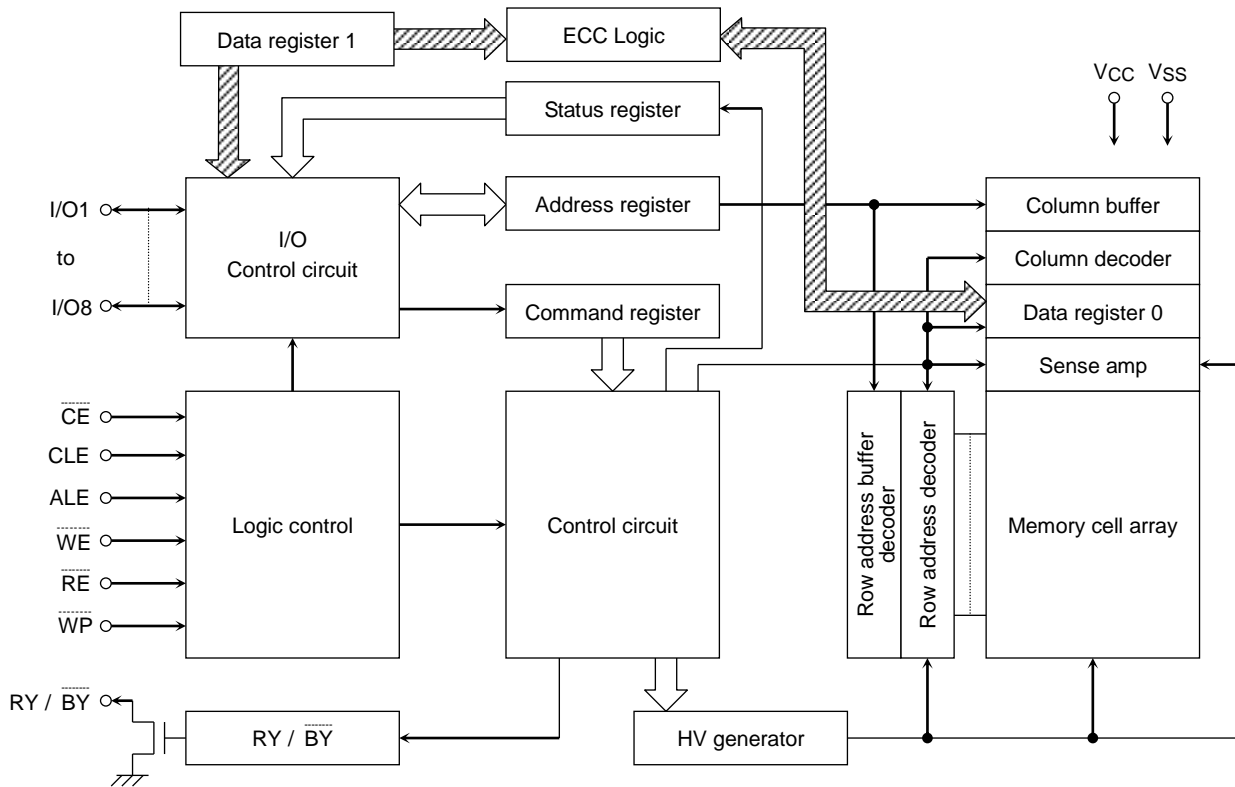 Data register 1
ECC Logic
Status register
VCC
VSS
I/O1
to
I/O8
I/O
Control circuit
Address register
Column buffer
Column decoder
Command register
Data register 0
Sense amp
CE
CLE
ALE
WE
RE
WP
Logic control
Control circuit
Row address buffer
decoder
Row address decoder
Memory cell array
RY / BY
RY / BY
HV generator